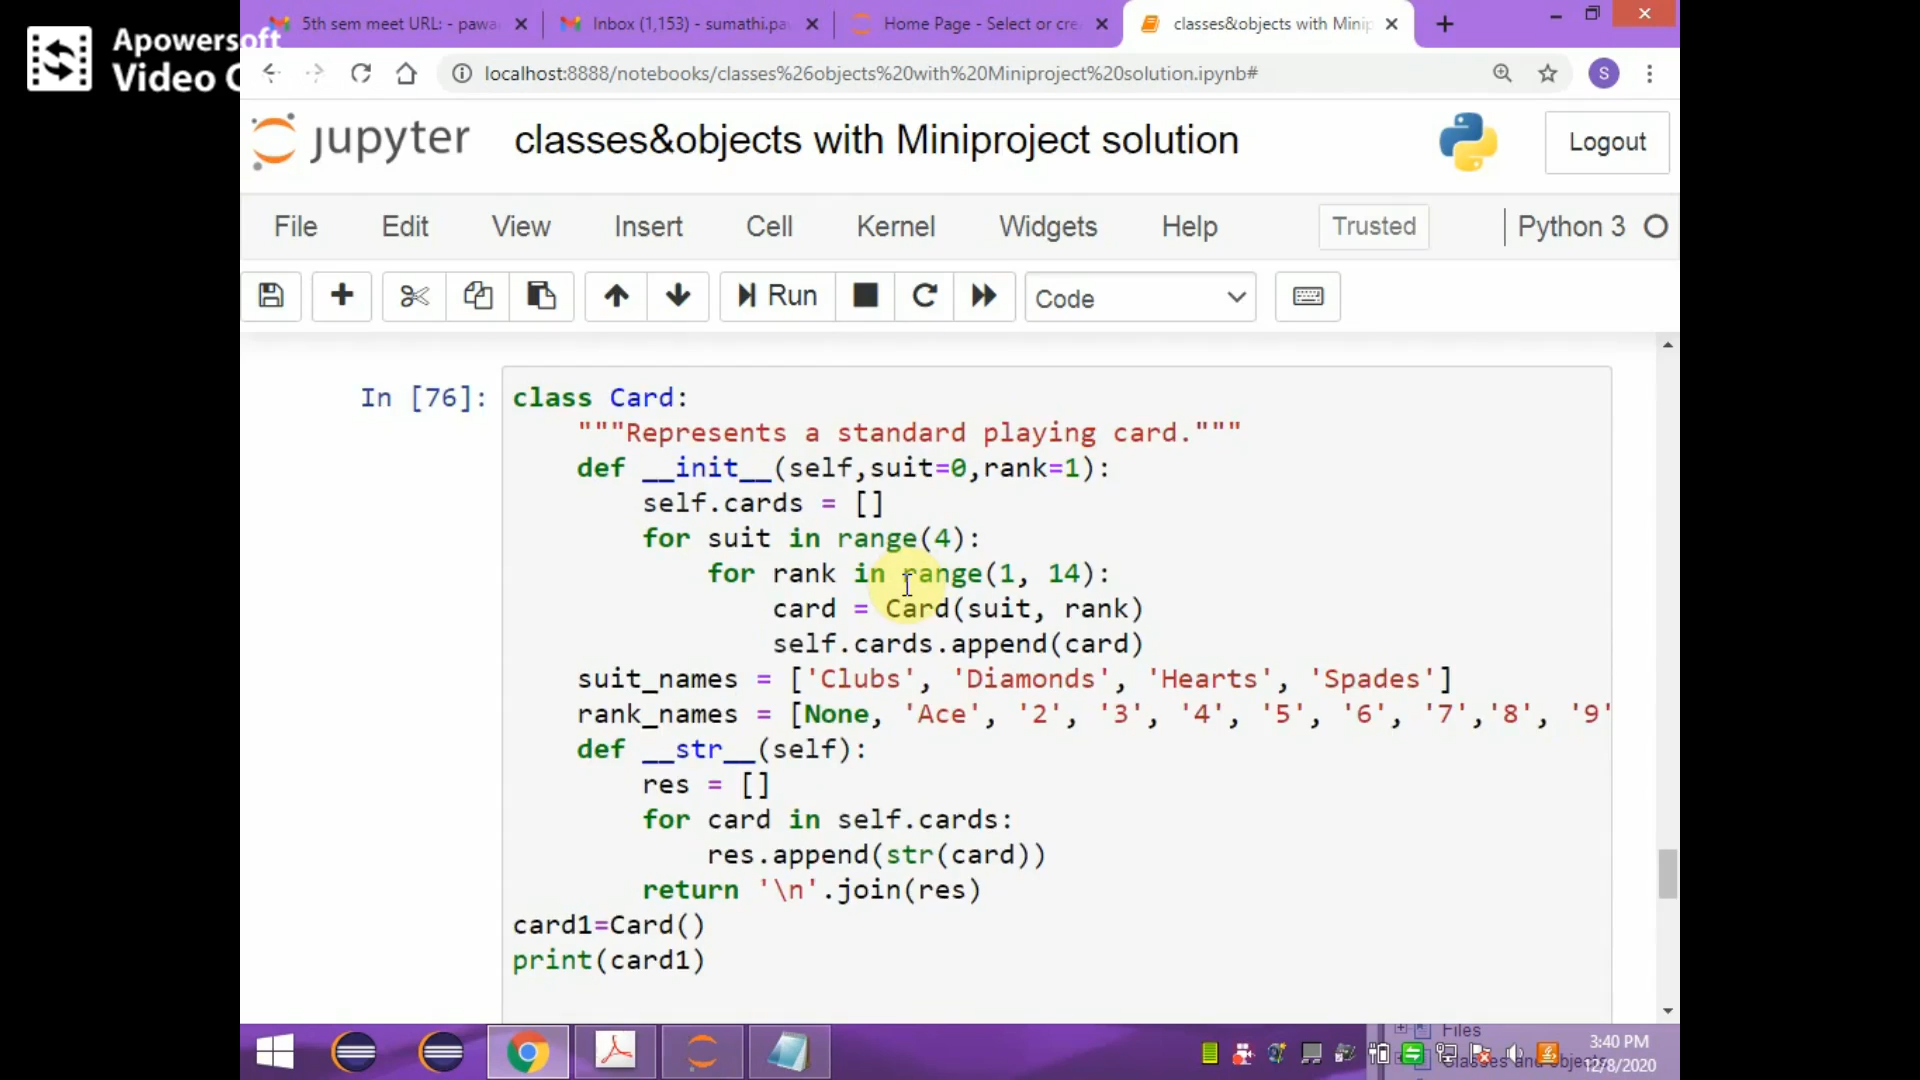 Apowersoft
Video C
5th sem meet URL: - pawa
Inbox (1,153) - sumathi.pa
Home Page - Select or cre
classes&objects with Minip
localhost:8888/notebooks/classes%26objects%20with%20Miniproject%20solution.ipynb#
S
jupyter
classes&objects with Miniproject solution
Logout
File Edit View Insert Cell Kernel Widgets Help
Trusted
Python 3
Run
Code
In [76]:
class Card:
"""Represents a standard playing card."""
def __init__(self,suit=0,rank=1):
self.cards = []
for suit in range(4):
for rank in range(1, 14):
card = Card(suit, rank)
self.cards.append(card)
suit_names = ['Clubs', 'Diamonds', 'Hearts', 'Spades']
rank_names = [None, 'Ace', '2', '3', '4', '5', '6', '7','8', '9'
def __str__(self):
res = []
for card in self.cards:
res.append(str(card))
return '\n'.join(res)
card1=Card()
print(card1)
Files
Classes and objects
3:40 PM
12/8/2020